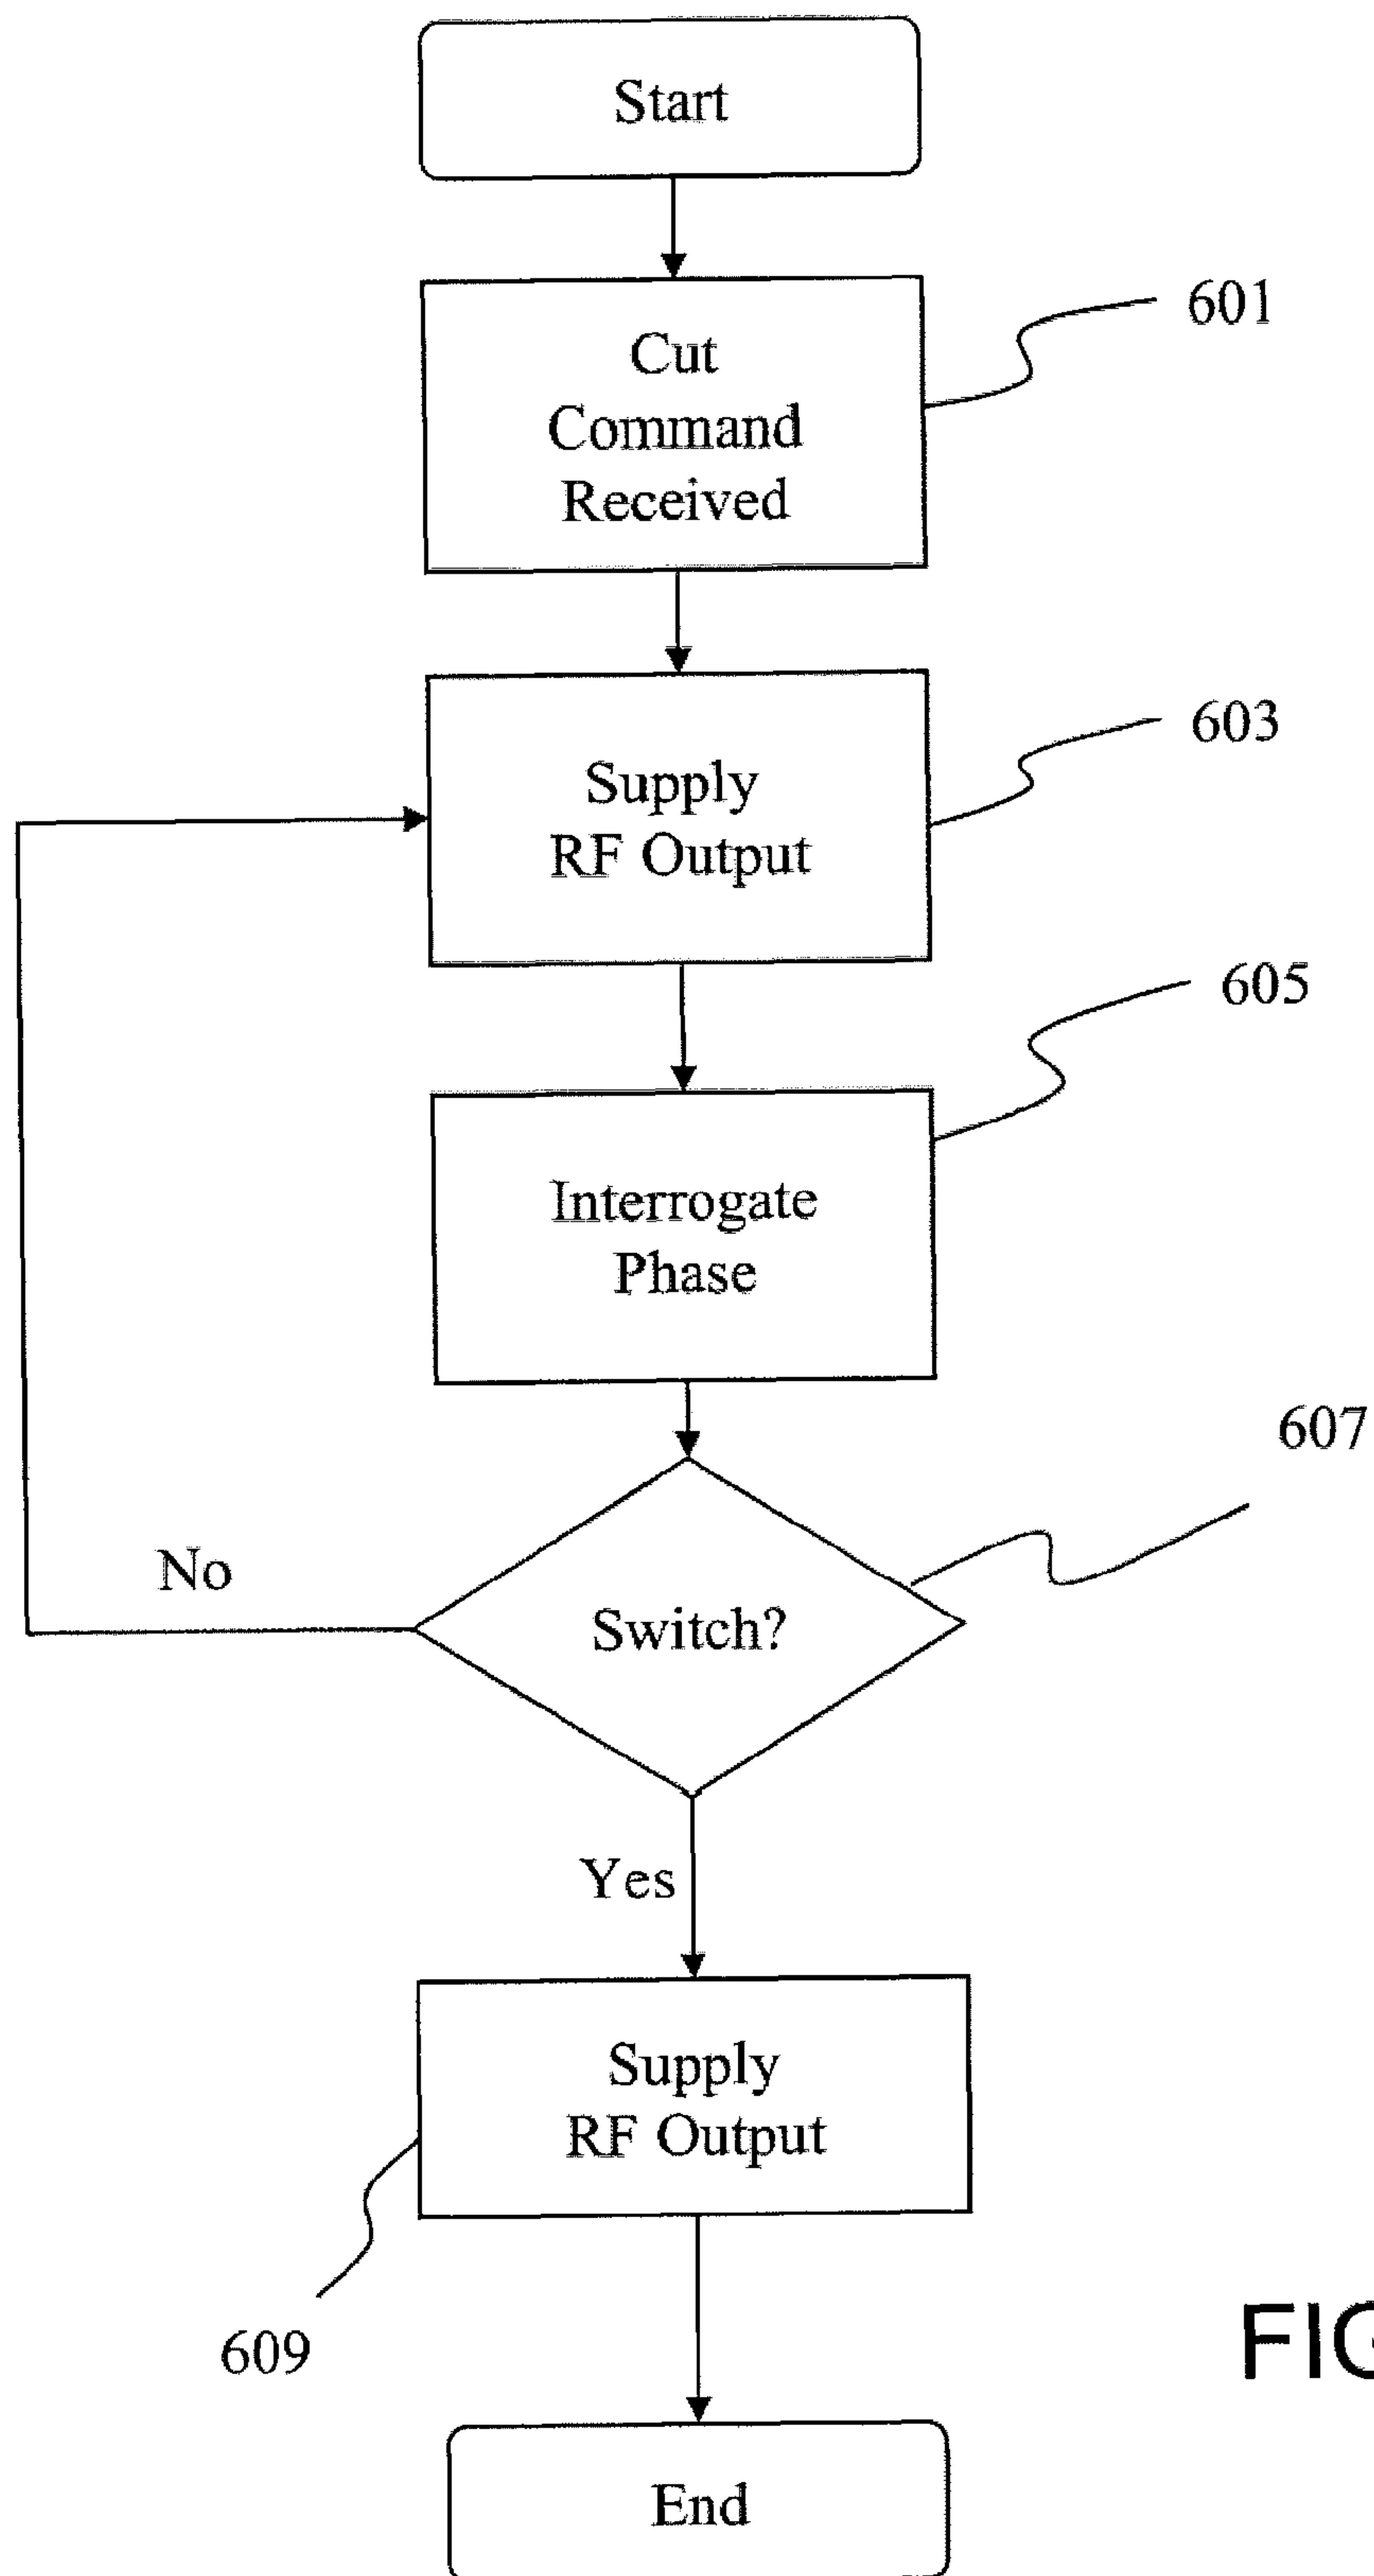 Start
Cut
Command
Received
601
Supply
RF Output
603
605
Interrogate
Phase
607
No
Switch?
Yes
Supply
RF Output
609
FIG
End